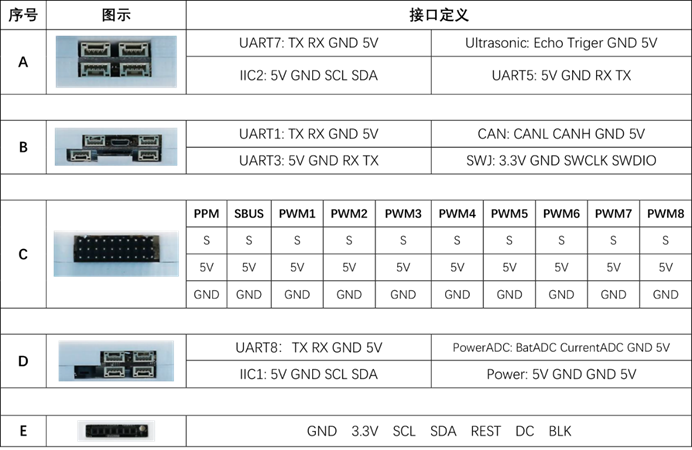 序号 图示 接口定义
A UART7: TX RX GND 5V Ultrasonic: Echo Triger GND 5V
IIC2: 5V GND SCL SDA UART5: 5V GND RX TX
B UART1: TX RX GND 5V CAN: CANL CANH GND 5V
UART3: 5V GND RX TX SWJ: 3.3V GND SWCLK SWDIO
C PPM SBUS PWM1 PWM2 PWM3 PWM4 PWM5 PWM6 PWM7 PWM8
S S S S S S S S S S
5V 5V 5V 5V 5V 5V 5V 5V 5V 5V
GND GND GND GND GND GND GND GND GND GND
D UART8: TX RX GND 5V PowerADC: BatADC CurrentADC GND 5V
IIC1: 5V GND SCL SDA Power: 5V GND GND 5V
E GND 3.3V SCL SDA REST DC BLK